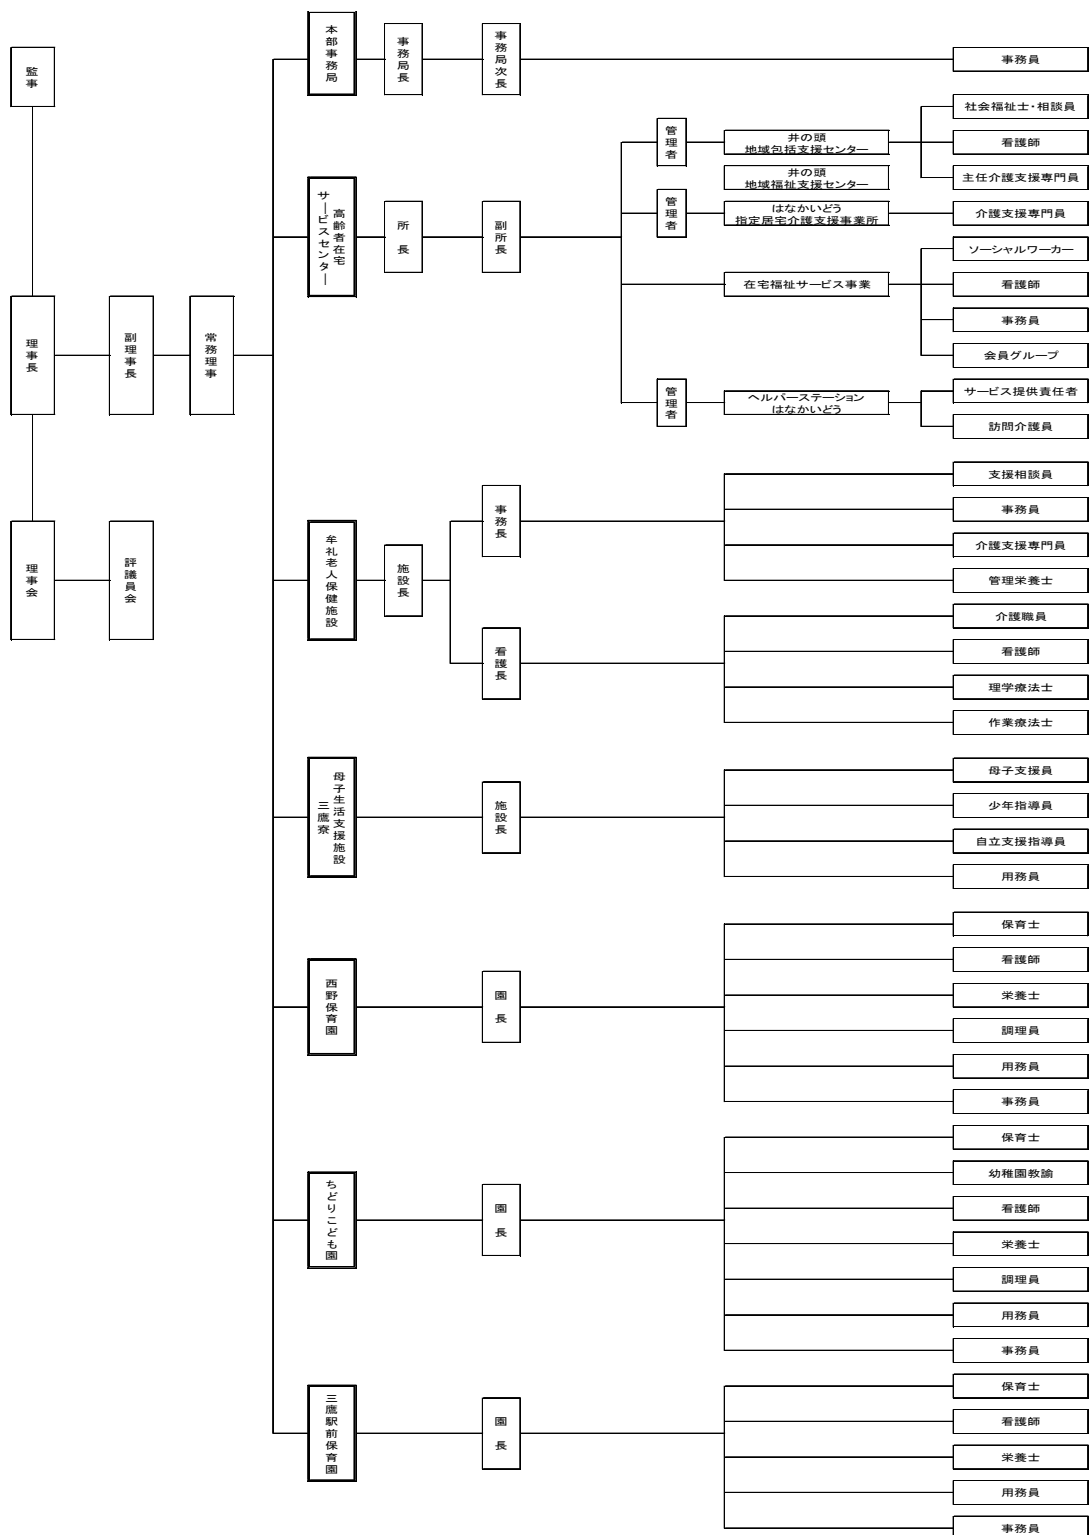 監事
理事長
副理事長
常務理事
理事会
評議員会
本部事務局
事務局長
事務局次長
事務員
高齢者在宅
サービスセンター
所長
副所長
管理者
井の頭
地域包括支援センター
社会福祉士・相談員
看護師
主任介護支援専門員
井の頭
地域福祉支援センター
管理者
はなかいどう
指定居宅介護支援事業所
介護支援専門員
在宅福祉サービス事業
ソーシャルワーカー
看護師
事務員
会員グループ
管理者
ヘルパーステーション
はなかいどう
サービス提供責任者
訪問介護員
牟礼老人保健施設
施設長
事務長
支援相談員
事務員
介護支援専門員
管理栄養士
看護長
介護職員
看護師
理学療法士
作業療法士
母子生活支援施設
三鷹寮
施設長
母子支援員
少年指導員
自立支援指導員
用務員
西野保育園
園長
保育士
看護師
栄養士
調理員
用務員
事務員
ちどりこども園
園長
保育士
幼稚園教諭
看護師
栄養士
調理員
用務員
事務員
三鷹駅前保育園
園長
保育士
看護師
栄養士
用務員
事務員